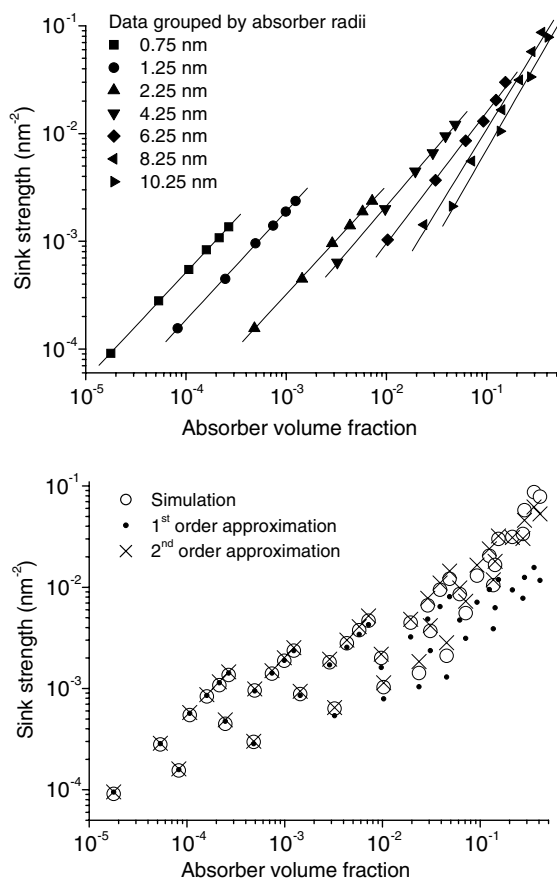 Data grouped by absorber radii
0.75 nm
1.25 nm
2.25 nm
4.25 nm
6.25 nm
8.25 nm
10.25 nm
10⁻¹
10⁻²
10⁻³
10⁻⁴
Sink strength (nm⁻²)
10⁻⁵ 10⁻⁴ 10⁻³ 10⁻² 10⁻¹
Absorber volume fraction
Simulation
1ˢᵗ order approximation
2ⁿᵈ order approximation
10⁻¹
10⁻²
10⁻³
10⁻⁴
Sink strength (nm⁻²)
10⁻⁵ 10⁻⁴ 10⁻³ 10⁻² 10⁻¹
Absorber volume fraction